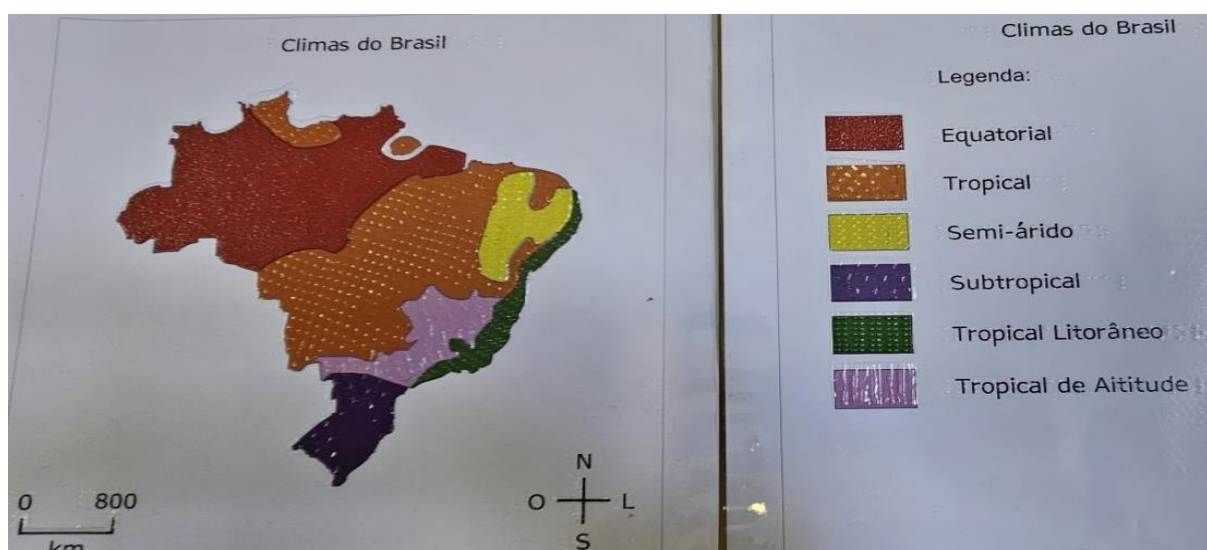 Climas do Brasil
N
O L
S
0 800
km
Climas do Brasil
Legenda:
Equatorial
Tropical
Semi-árido
Subtropical
Tropical Litorâneo
Tropical de Aititude